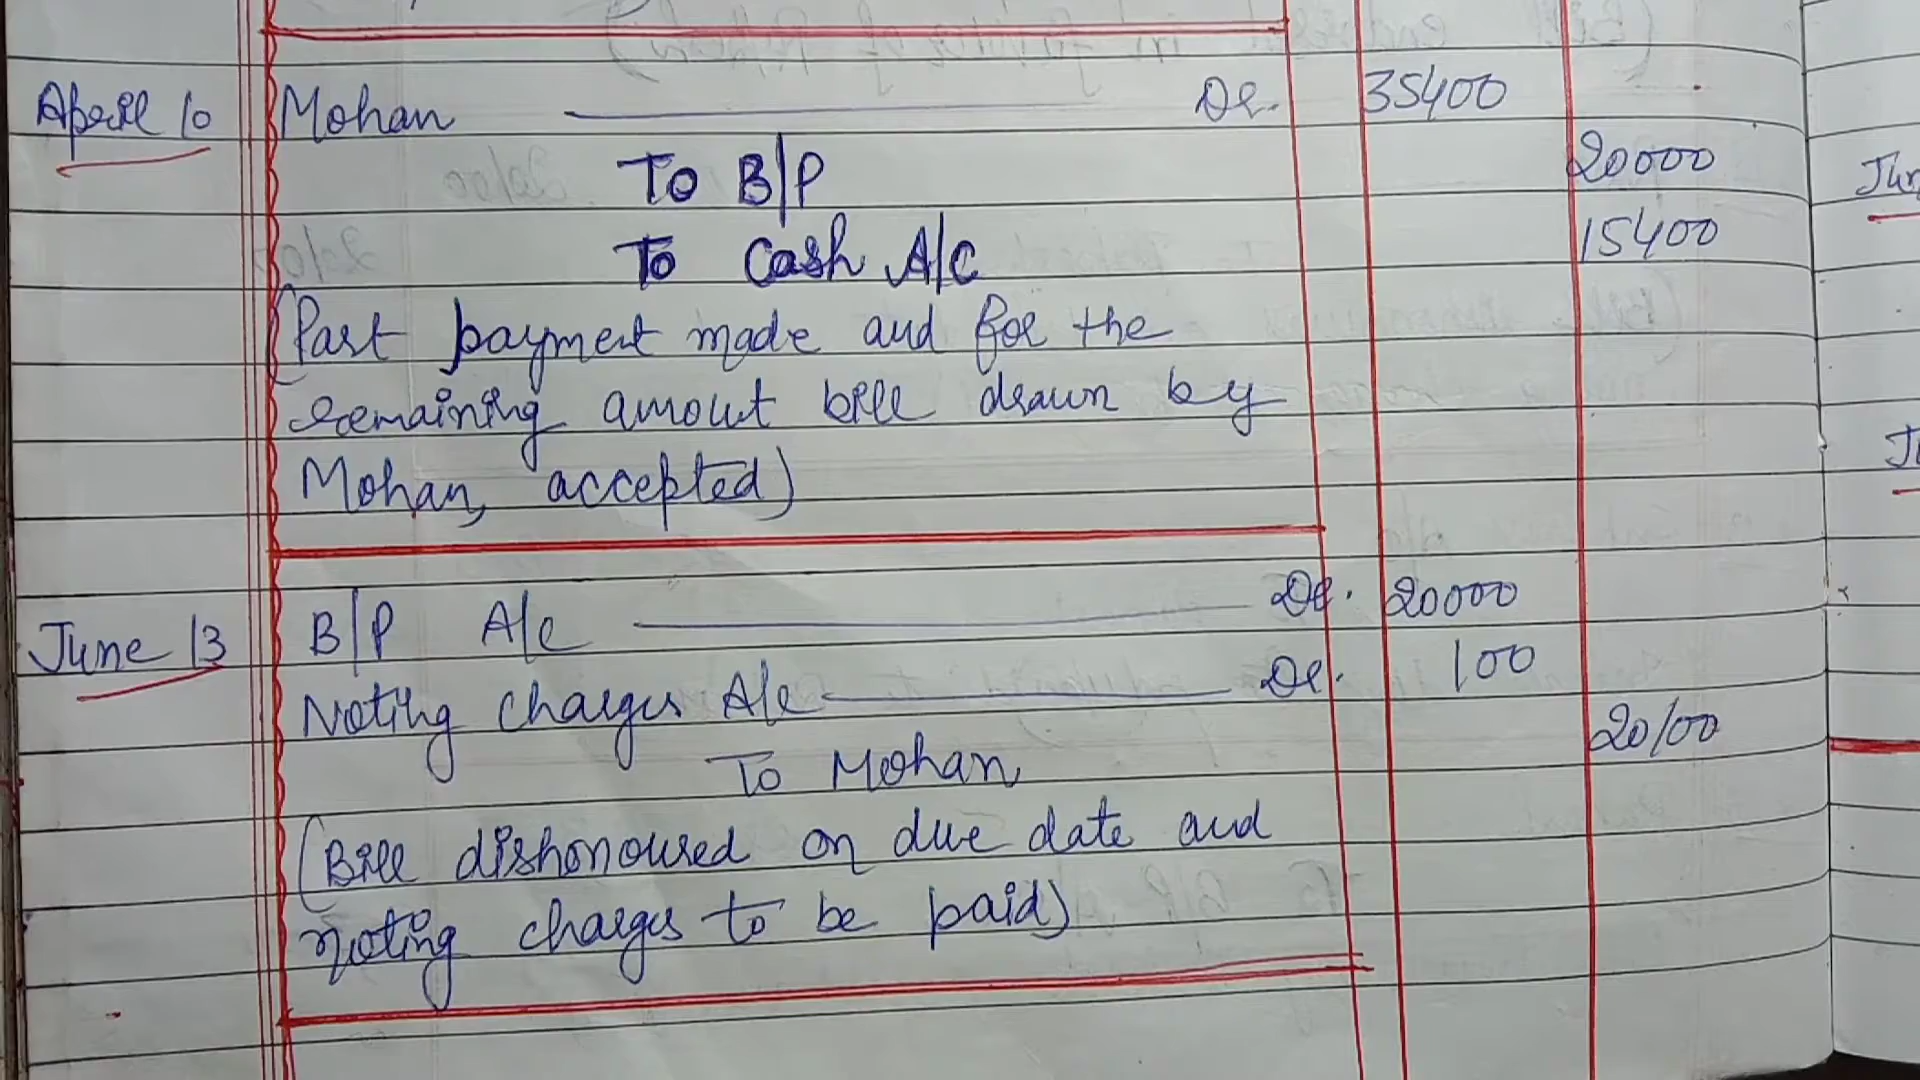 April 10 Mohan Dr. 35400
To B/P 20000
To Cash A/C 15400
(Part payment made and for the
remaining amout bill drawn by
Mohan, accepted)
June 13 B/P A/c Dr. 20000
Noting charges A/c Dr. 100
To Mohan 20100
(Bill dishonoured on due date and
noting charges to be paid)